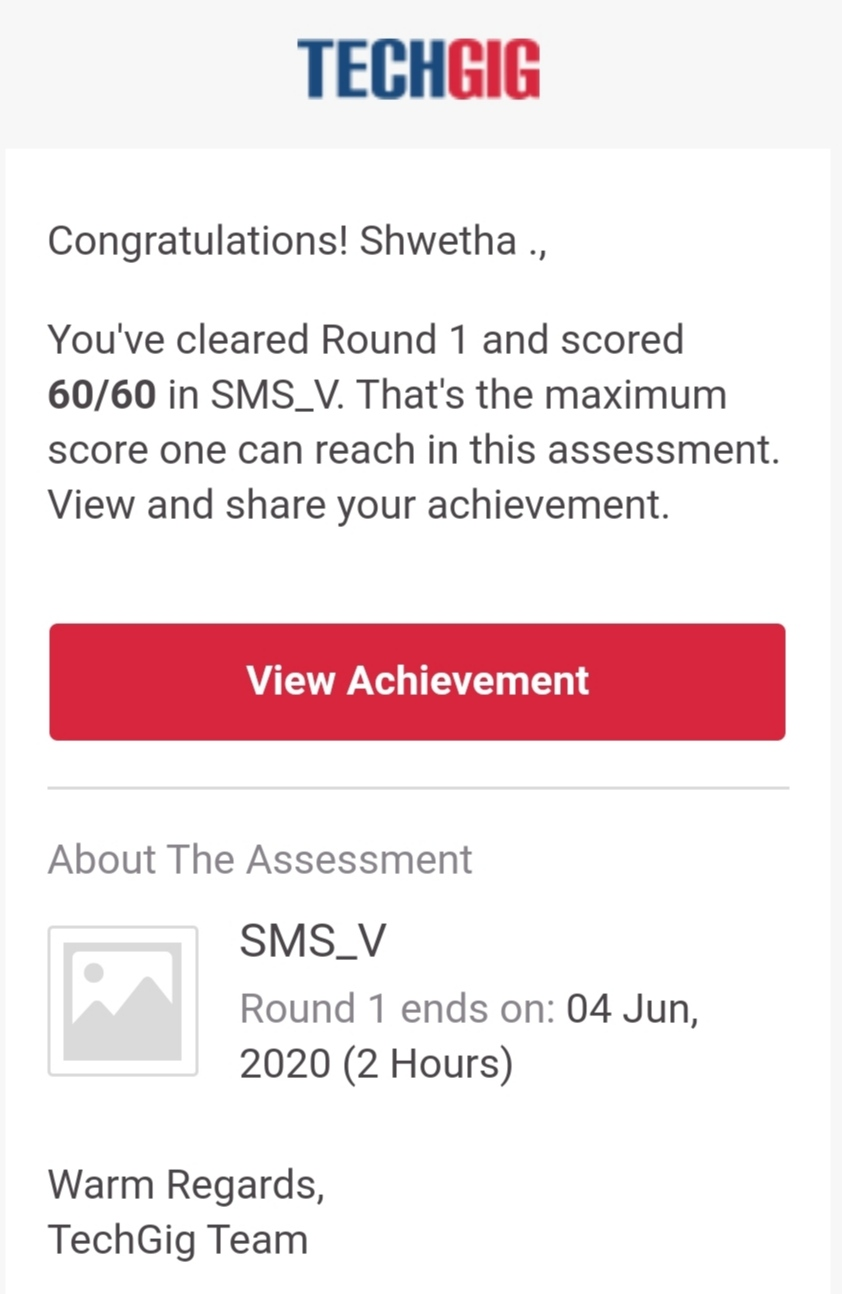 TECHGIG
Congratulations! Shwetha .,
You've cleared Round 1 and scored
60/60 in SMS_V. That's the maximum
score one can reach in this assessment.
View and share your achievement.
View Achievement
About The Assessment
SMS_V
Round 1 ends on: 04 Jun,
2020 (2 Hours)
Warm Regards,
TechGig Team